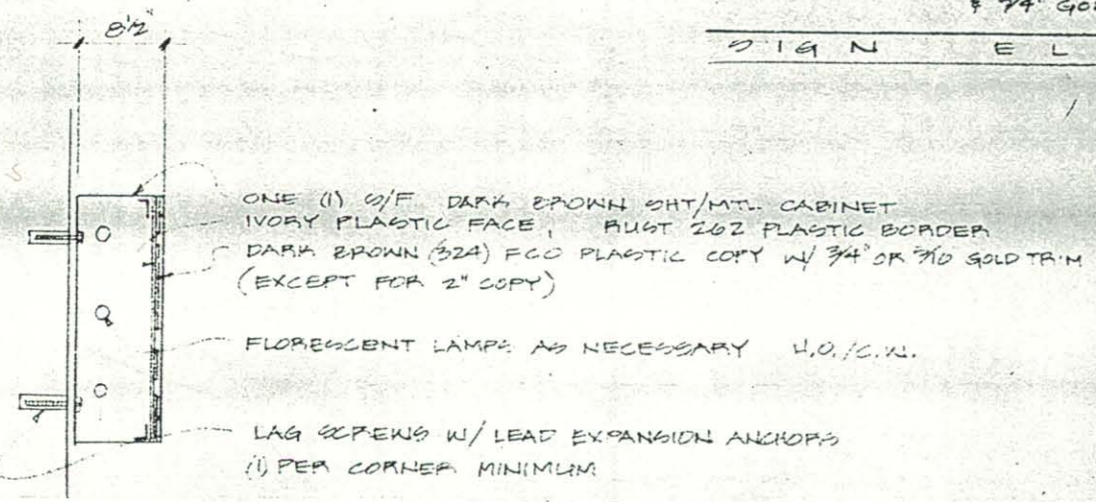 8½"
¾" GO
SIGN EL
ONE (1) S/F DARK BROWN SHT/MTL. CABINET
IVORY PLASTIC FACE, RUST 262 PLASTIC BORDER
DARK BROWN (324) FCO PLASTIC COPY W/ ¾" OR GOLD TRIM
(EXCEPT FOR 2" COPY)
FLORESCENT LAMPS AS NECESSARY H.O./C.W.
LAG SCREWS W/ LEAD EXPANSION ANCHORS
(1) PER CORNER MINIMUM